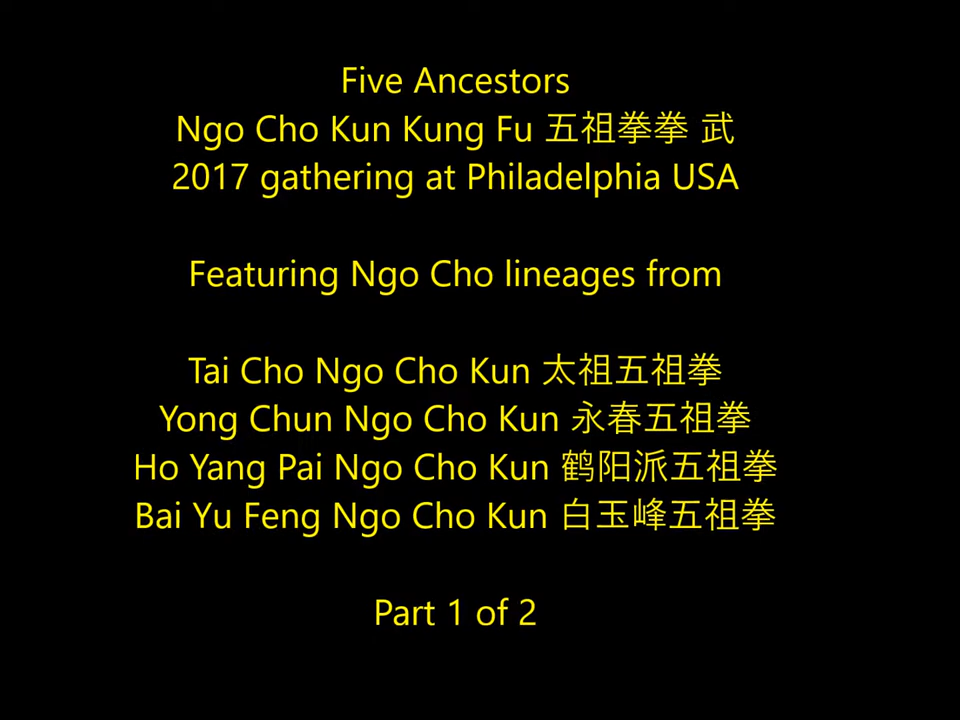 Five Ancestors
Ngo Cho Kun Kung Fu 五祖拳拳 武
2017 gathering at Philadelphia USA
Featuring Ngo Cho lineages from
Tai Cho Ngo Cho Kun 太祖五祖拳
Yong Chun Ngo Cho Kun 永春五祖拳
Ho Yang Pai Ngo Cho Kun 鹤阳派五祖拳
Bai Yu Feng Ngo Cho Kun 白玉峰五祖拳
Part 1 of 2